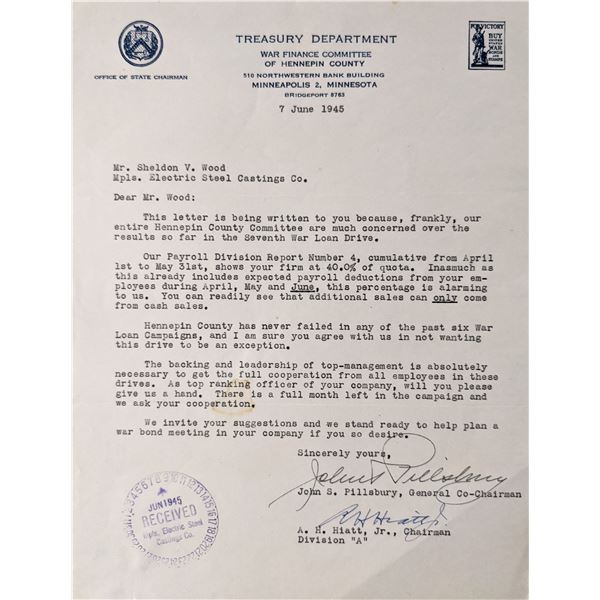 TREASURY DEPARTMENT
WAR FINANCE COMMITTEE
OF HENNEPIN COUNTY
510 NORTHWESTERN BANK BUILDING
MINNEAPOLIS 2, MINNESOTA
BRIDGEPORT 8763
OFFICE OF STATE CHAIRMAN
FOR VICTORY
BUY
UNITED
STATES
WAR
BONDS
AND
STAMPS
7 June 1945
Mr. Sheldon V. Wood
Mpls. Electric Steel Castings Co.
Dear Mr. Wood:
This letter is being written to you because, frankly, our
entire Hennepin County Committee are much concerned over the
results so far in the Seventh War Loan Drive.
Our Payroll Division Report Number 4, cumulative from April
1st to May 31st, shows your firm at 40.0% of quota. Inasmuch as
this already includes expected payroll deductions from your em-
ployees during April, May and June, this percentage is alarming
to us. You can readily see that additional sales can only come
from cash sales.
Hennepin County has never failed in any of the past six War
Loan Campaigns, and I am sure you agree with us in not wanting
this drive to be an exception.
The backing and leadership of top-management is absolutely
necessary to get the full cooperation from all employees in these
drives. As top ranking officer of your company, will you please
give us a hand. There is a full month left in the campaign and
we ask your cooperation.
We invite your suggestions and we stand ready to help plan a
war bond meeting in your company if you so desire.
Sincerely yours,
John S Pillsbury
John S. Pillsbury, General Co-Chairman
A H Hiatt Jr.
A. H. Hiatt, Jr., Chairman
Division "A"
JUN 1945
RECEIVED
Mpls. Electric Steel
Castings Co.